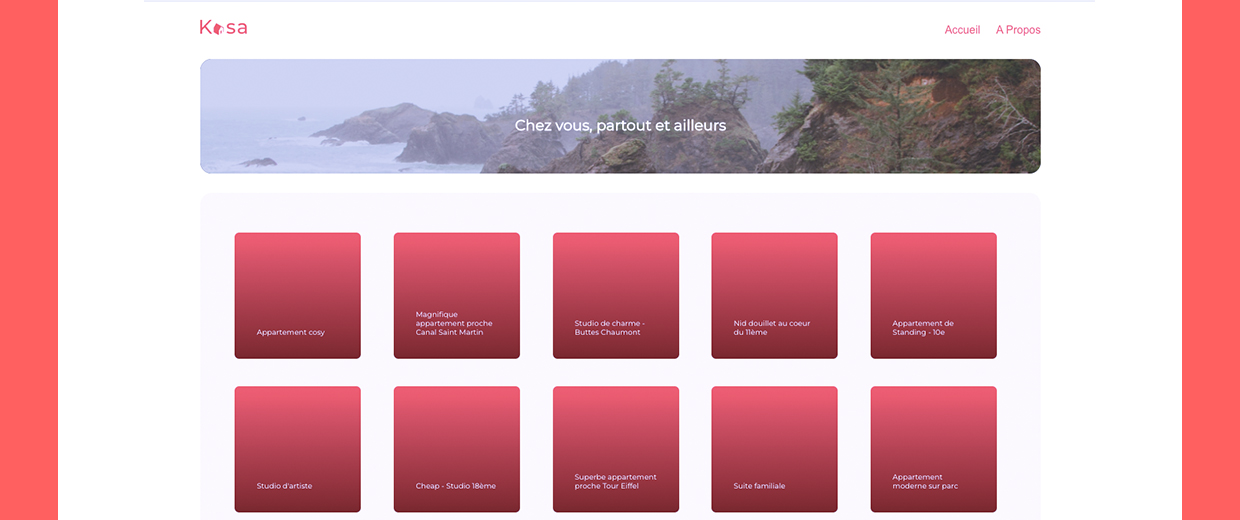 Kasa
Accueil
A Propos
Chez vous, partout et ailleurs
Appartement cosy
Magnifique
appartement proche
Canal Saint Martin
Studio de charme -
Buttes Chaumont
Nid douillet au coeur
du 11ème
Appartement de
Standing - 10e
Studio d'artiste
Cheap - Studio 18ème
Superbe appartement
proche Tour Eiffel
Suite familiale
Appartement
moderne sur parc